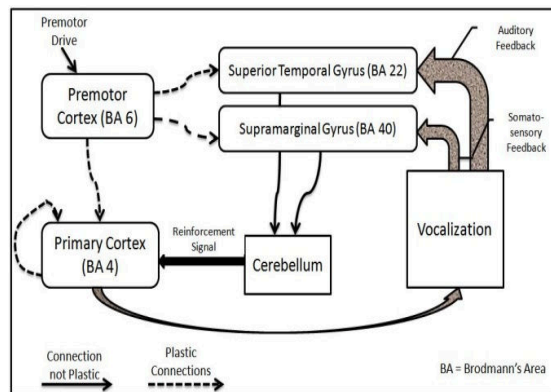 Premotor
Drive
Premotor
Cortex (BA 6)
Superior Temporal Gyrus (BA 22)
Auditory
Feedback
Supramarginal Gyrus (BA 40)
Somato-
sensory
Feedback
Primary Cortex
(BA 4)
Reinforcement
Signal
Cerebellum
Vocalization
Connection
not Plastic
Plastic
Connections
BA = Brodmann's Area